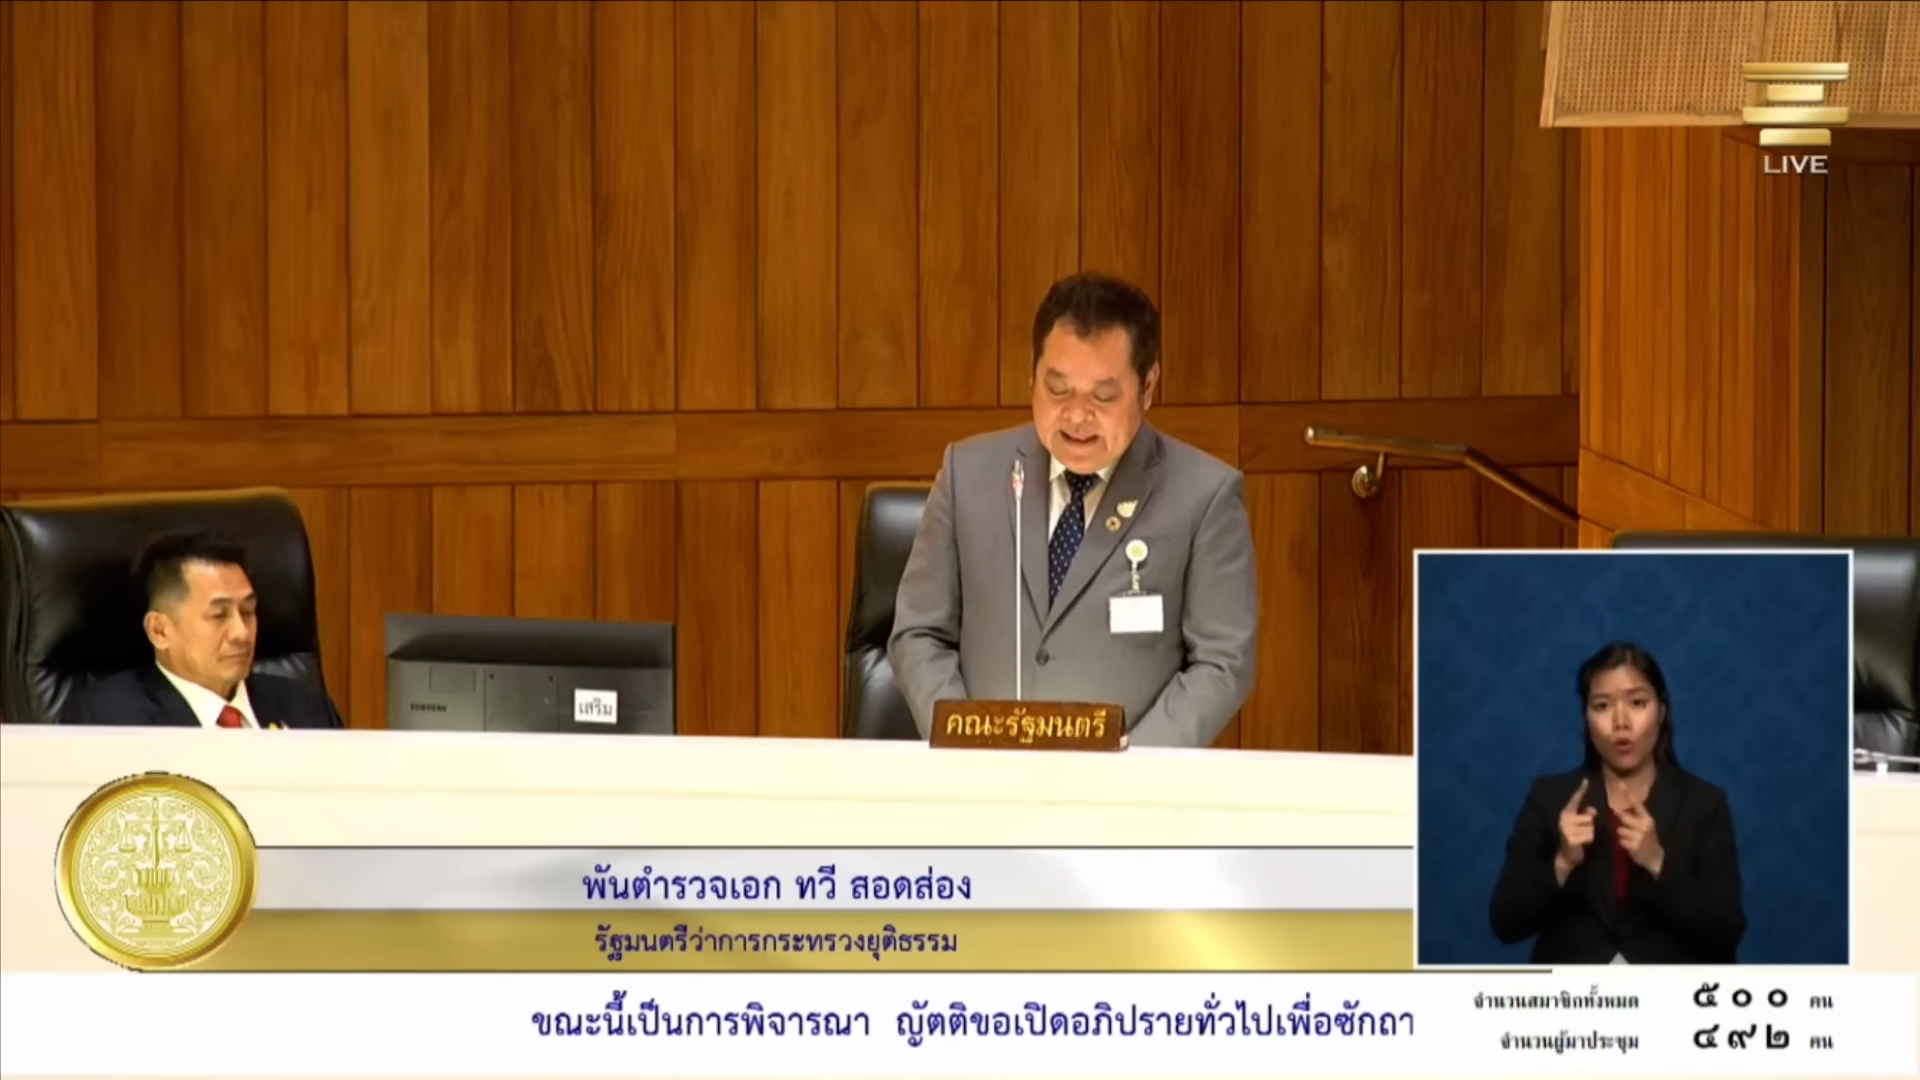 LIVE
SAMSUNG
เสริม
คณะรัฐมนตรี
พันตำรวจเอก ทวี สอดส่อง
รัฐมนตรีว่าการกระทรวงยุติธรรม
ขณะนี้เป็นการพิจารณา ญัตติขอเปิดอภิปรายทั่วไปเพื่อซักถา
จำนวนสมาชิกทั้งหมด ๕๐๐ คน
จำนวนผู้มาประชุม ๔๙๒ คน